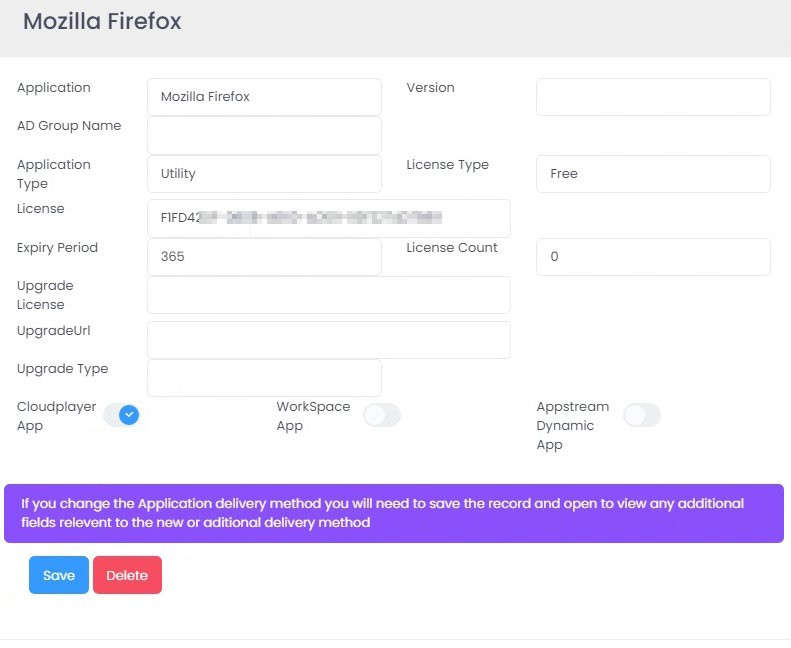 Mozilla Firefox
Application
Mozilla Firefox
Version
AD Group Name
Application
Type
Utility
License Type
Free
License
Expiry Period
365
License Count
0
Upgrade
License
UpgradeUrl
Upgrade Type
Cloudplayer
App
WorkSpace
App
Appstream
Dynamic
App
If you change the Application delivery method you will need to save the record and open to view any additional
fields relevent to the new or aditional delivery method
Save
Delete